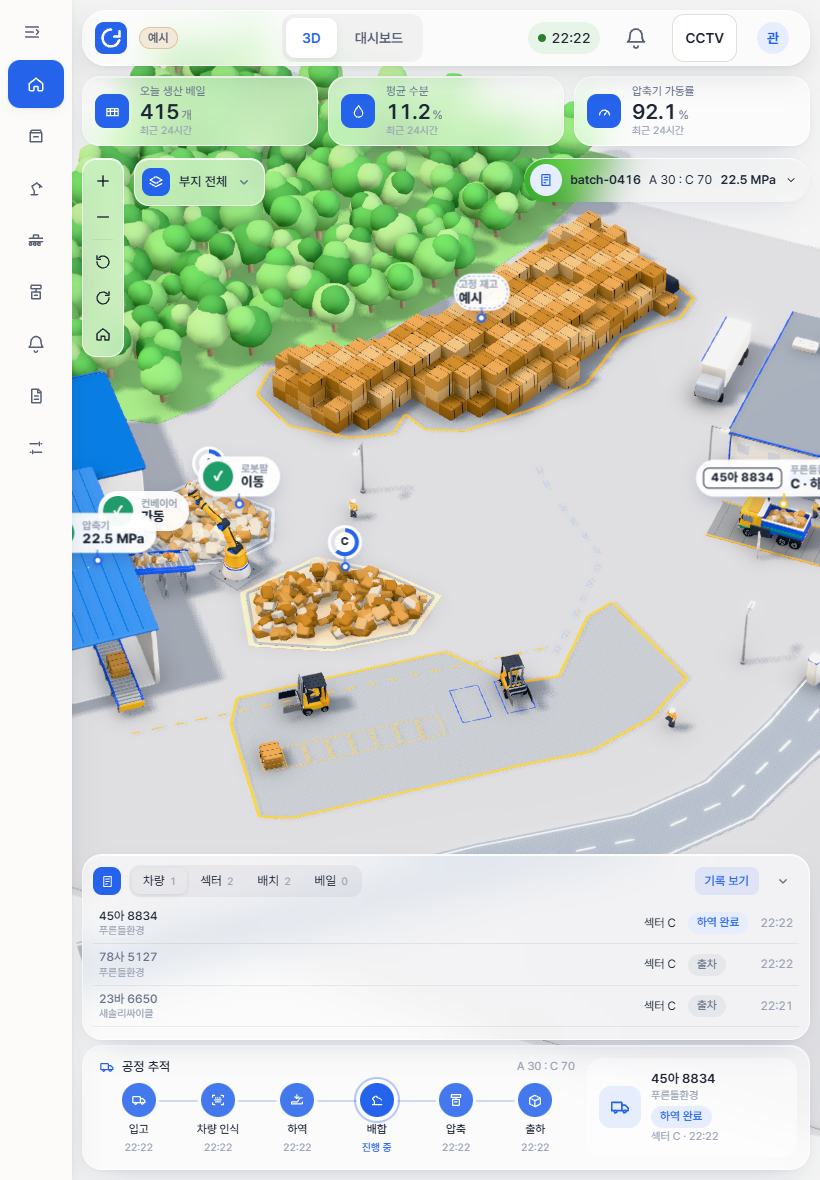 예시
3D
대시보드
22:22
CCTV
관
오늘 생산 베일
415개
최근 24시간
평균 수분
11.2%
최근 24시간
압축기 가동률
92.1%
최근 24시간
부지 전체
batch-0416 A 30 : C 70 22.5 MPa
고정 재고
예시
로봇팔
이동
컨베이어
가동
압축기
22.5 MPa
C
45아 8834
푸른들
C · 하
차량 1
섹터 2
배치 2
베일 0
기록 보기
45아 8834
푸른들환경
섹터 C 하역 완료 22:22
78사 5127
푸른들환경
섹터 C 출차 22:22
23바 6650
새솔리싸이클
섹터 C 출차 22:21
공정 추적
A 30 : C 70
입고
22:22
차량 인식
22:22
하역
22:22
배합
진행 중
압축
22:22
출하
22:22
45아 8834
푸른들환경
하역 완료
섹터 C · 22:22